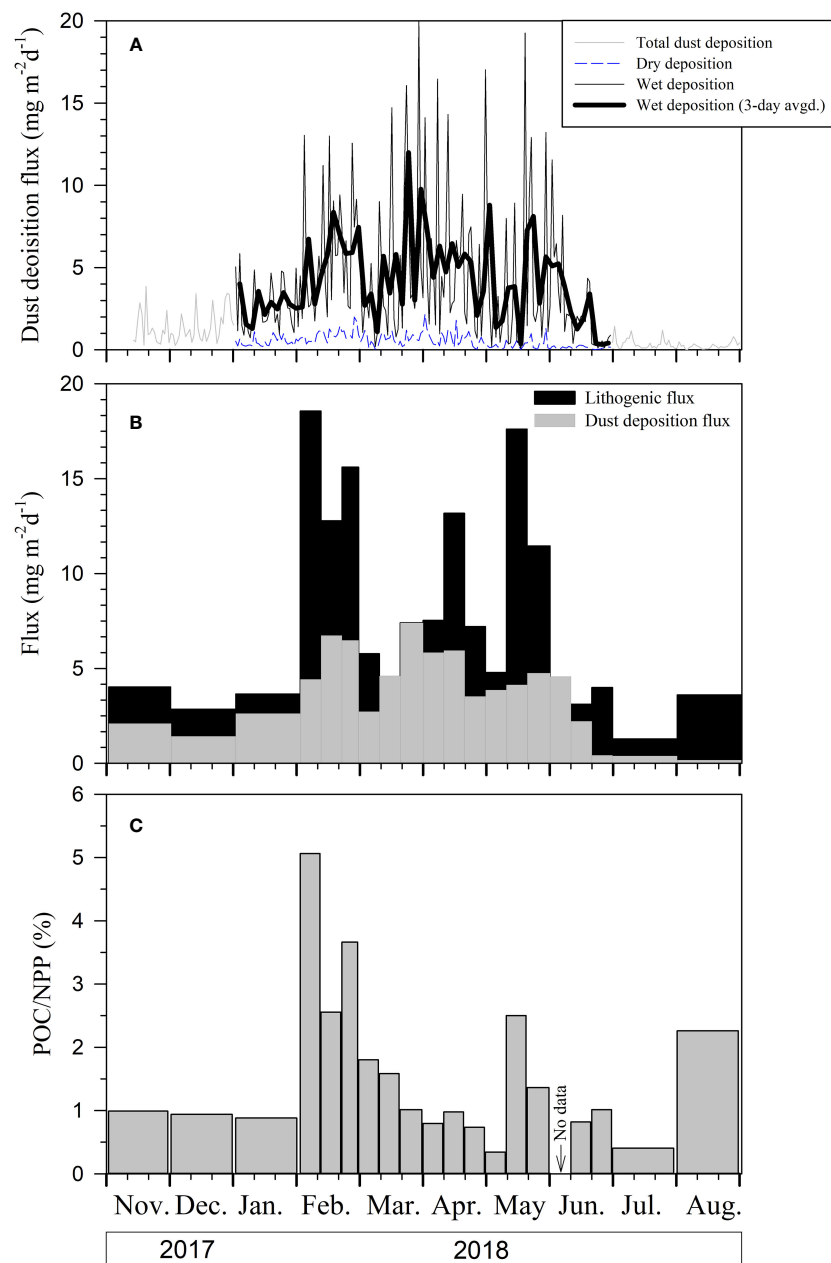 A
Dust deoisition flux (mg m⁻²d⁻¹)
20
15
10
5
0
Total dust deposition
Dry deposition
Wet deposition
Wet deposition (3-day avgd.)
B
Flux (mg m⁻²d⁻¹)
20
15
10
5
0
Lithogenic flux
Dust deposition flux
C
POC/NPP (%)
6
5
4
3
2
1
0
No data
Nov. Dec. Jan. Feb. Mar. Apr. May Jun. Jul. Aug.
2017 2018